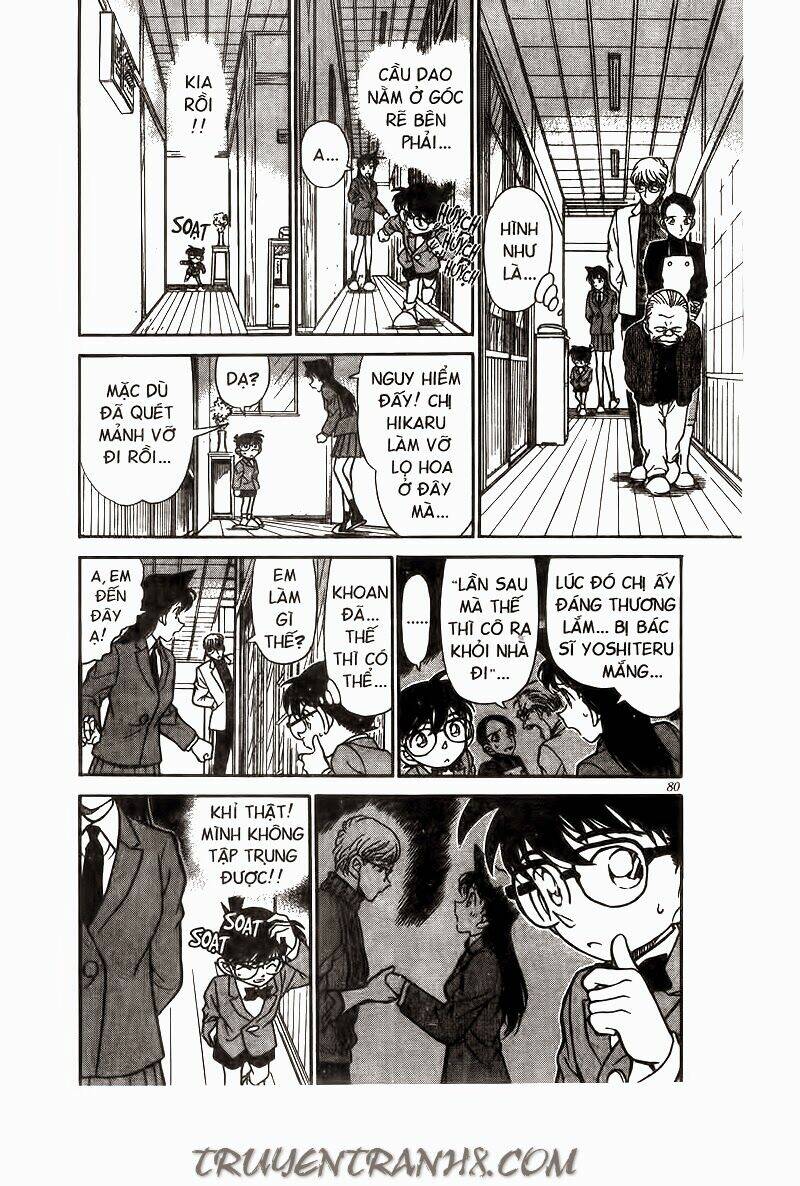 HÌNH
NHƯ
LÀ...
CẦU DAO
NẰM Ở GÓC
RẼ BÊN
PHẢI...
A...
HUỴCH
HUỴCH
HUỴCH
KIA
RỒI
!!
SOẠT
NGUY HIỂM
ĐẤY! CHỊ
HIKARU
LÀM VỠ
LỌ HOA
Ở ĐÂY
MÀ...
DẠ?
MẶC DÙ
ĐÃ QUÉT
MẢNH VỠ
ĐI RỒI...
LÚC ĐÓ CHỊ ẤY
ĐÁNG THƯƠNG
LẮM... BỊ BÁC
SĨ YOSHITERU
MẮNG...
"LẦN SAU
MÀ THẾ
THÌ CÔ RA
KHỎI NHÀ
ĐI"...
......
KHOAN
ĐÃ...
THẾ
THÌ CÓ
THỂ...
EM
LÀM
GÌ
THẾ?
A, EM
ĐẾN
ĐÂY
Ạ!
80
KHỈ THẬT!
MÌNH KHÔNG
TẬP TRUNG
ĐƯỢC!!
SOẠT
SOẠT
TRUYENTRANH8.COM